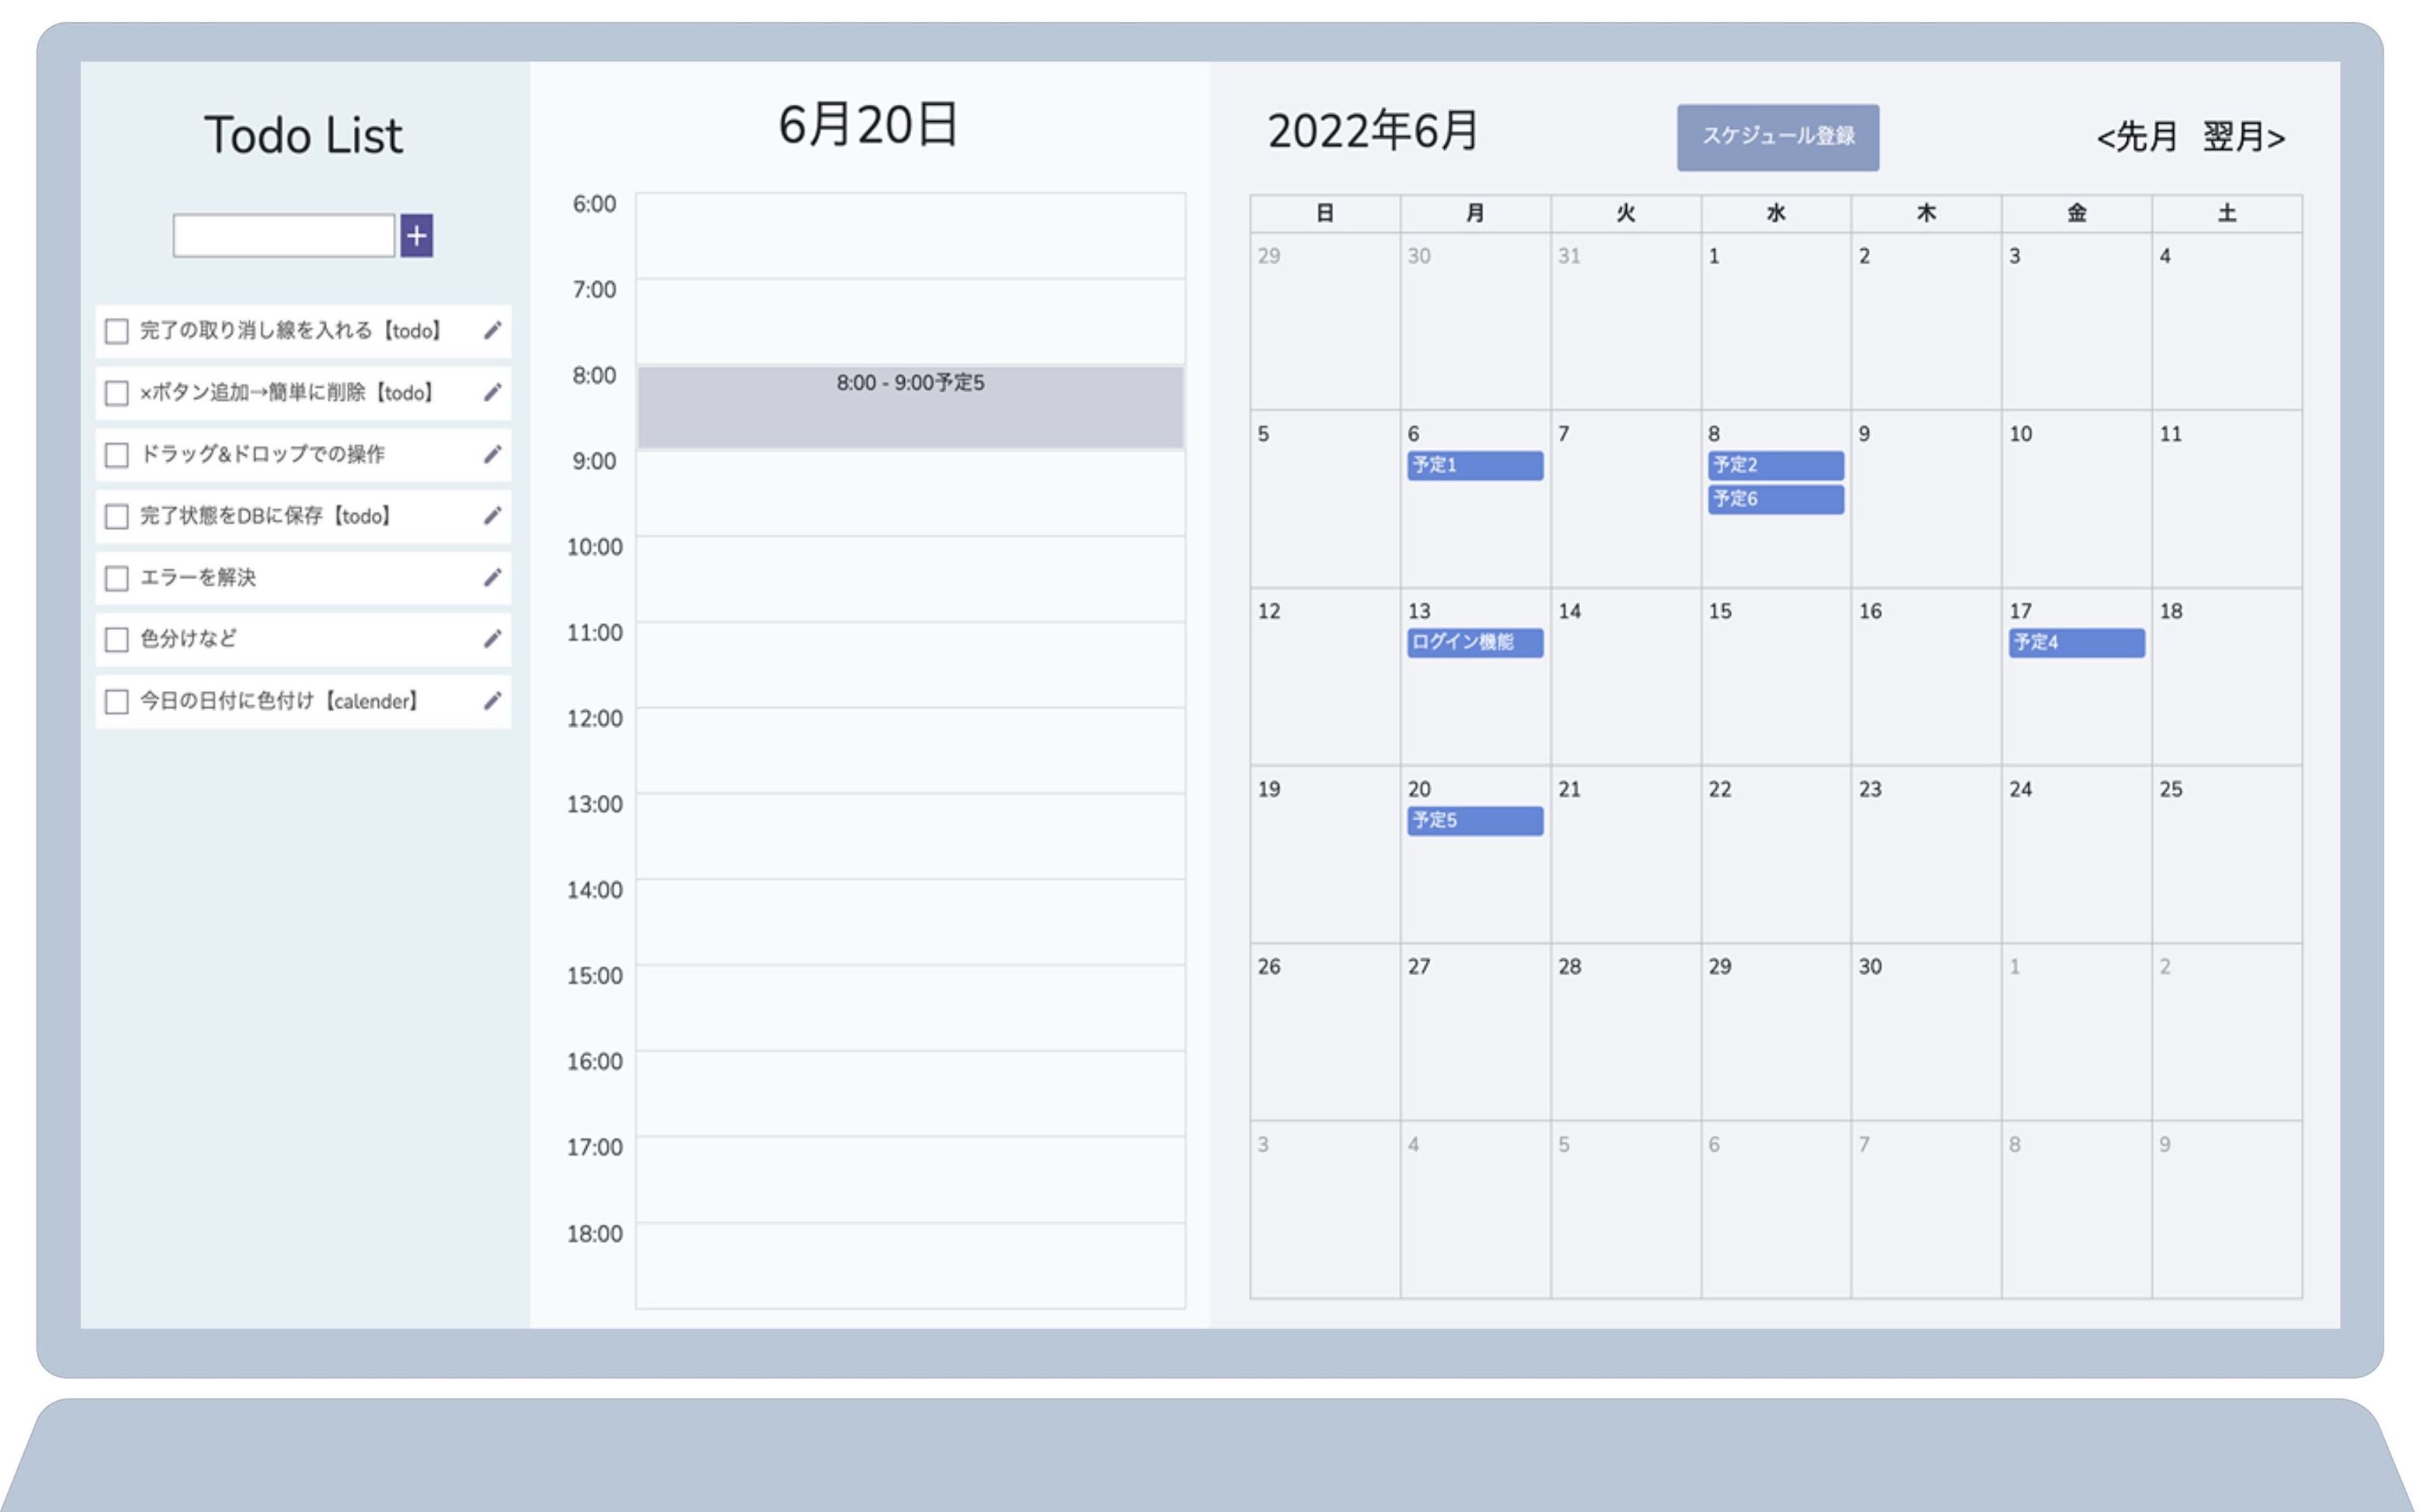 Todo List
+
完了の取り消し線を入れる【todo】
×ボタン追加→簡単に削除【todo】
ドラッグ&ドロップでの操作
完了状態をDBに保存【todo】
エラーを解決
色分けなど
今日の日付に色付け【calender】
6月20日
6:00
7:00
8:00 8:00 - 9:00予定5
9:00
10:00
11:00
12:00
13:00
14:00
15:00
16:00
17:00
18:00
2022年6月 スケジュール登録 <先月 翌月>
日 月 火 水 木 金 土
29 30 31 1 2 3 4
5 6 7 8 9 10 11
予定1 予定2
予定6
12 13 14 15 16 17 18
ログイン機能 予定4
19 20 21 22 23 24 25
予定5
26 27 28 29 30 1 2
3 4 5 6 7 8 9